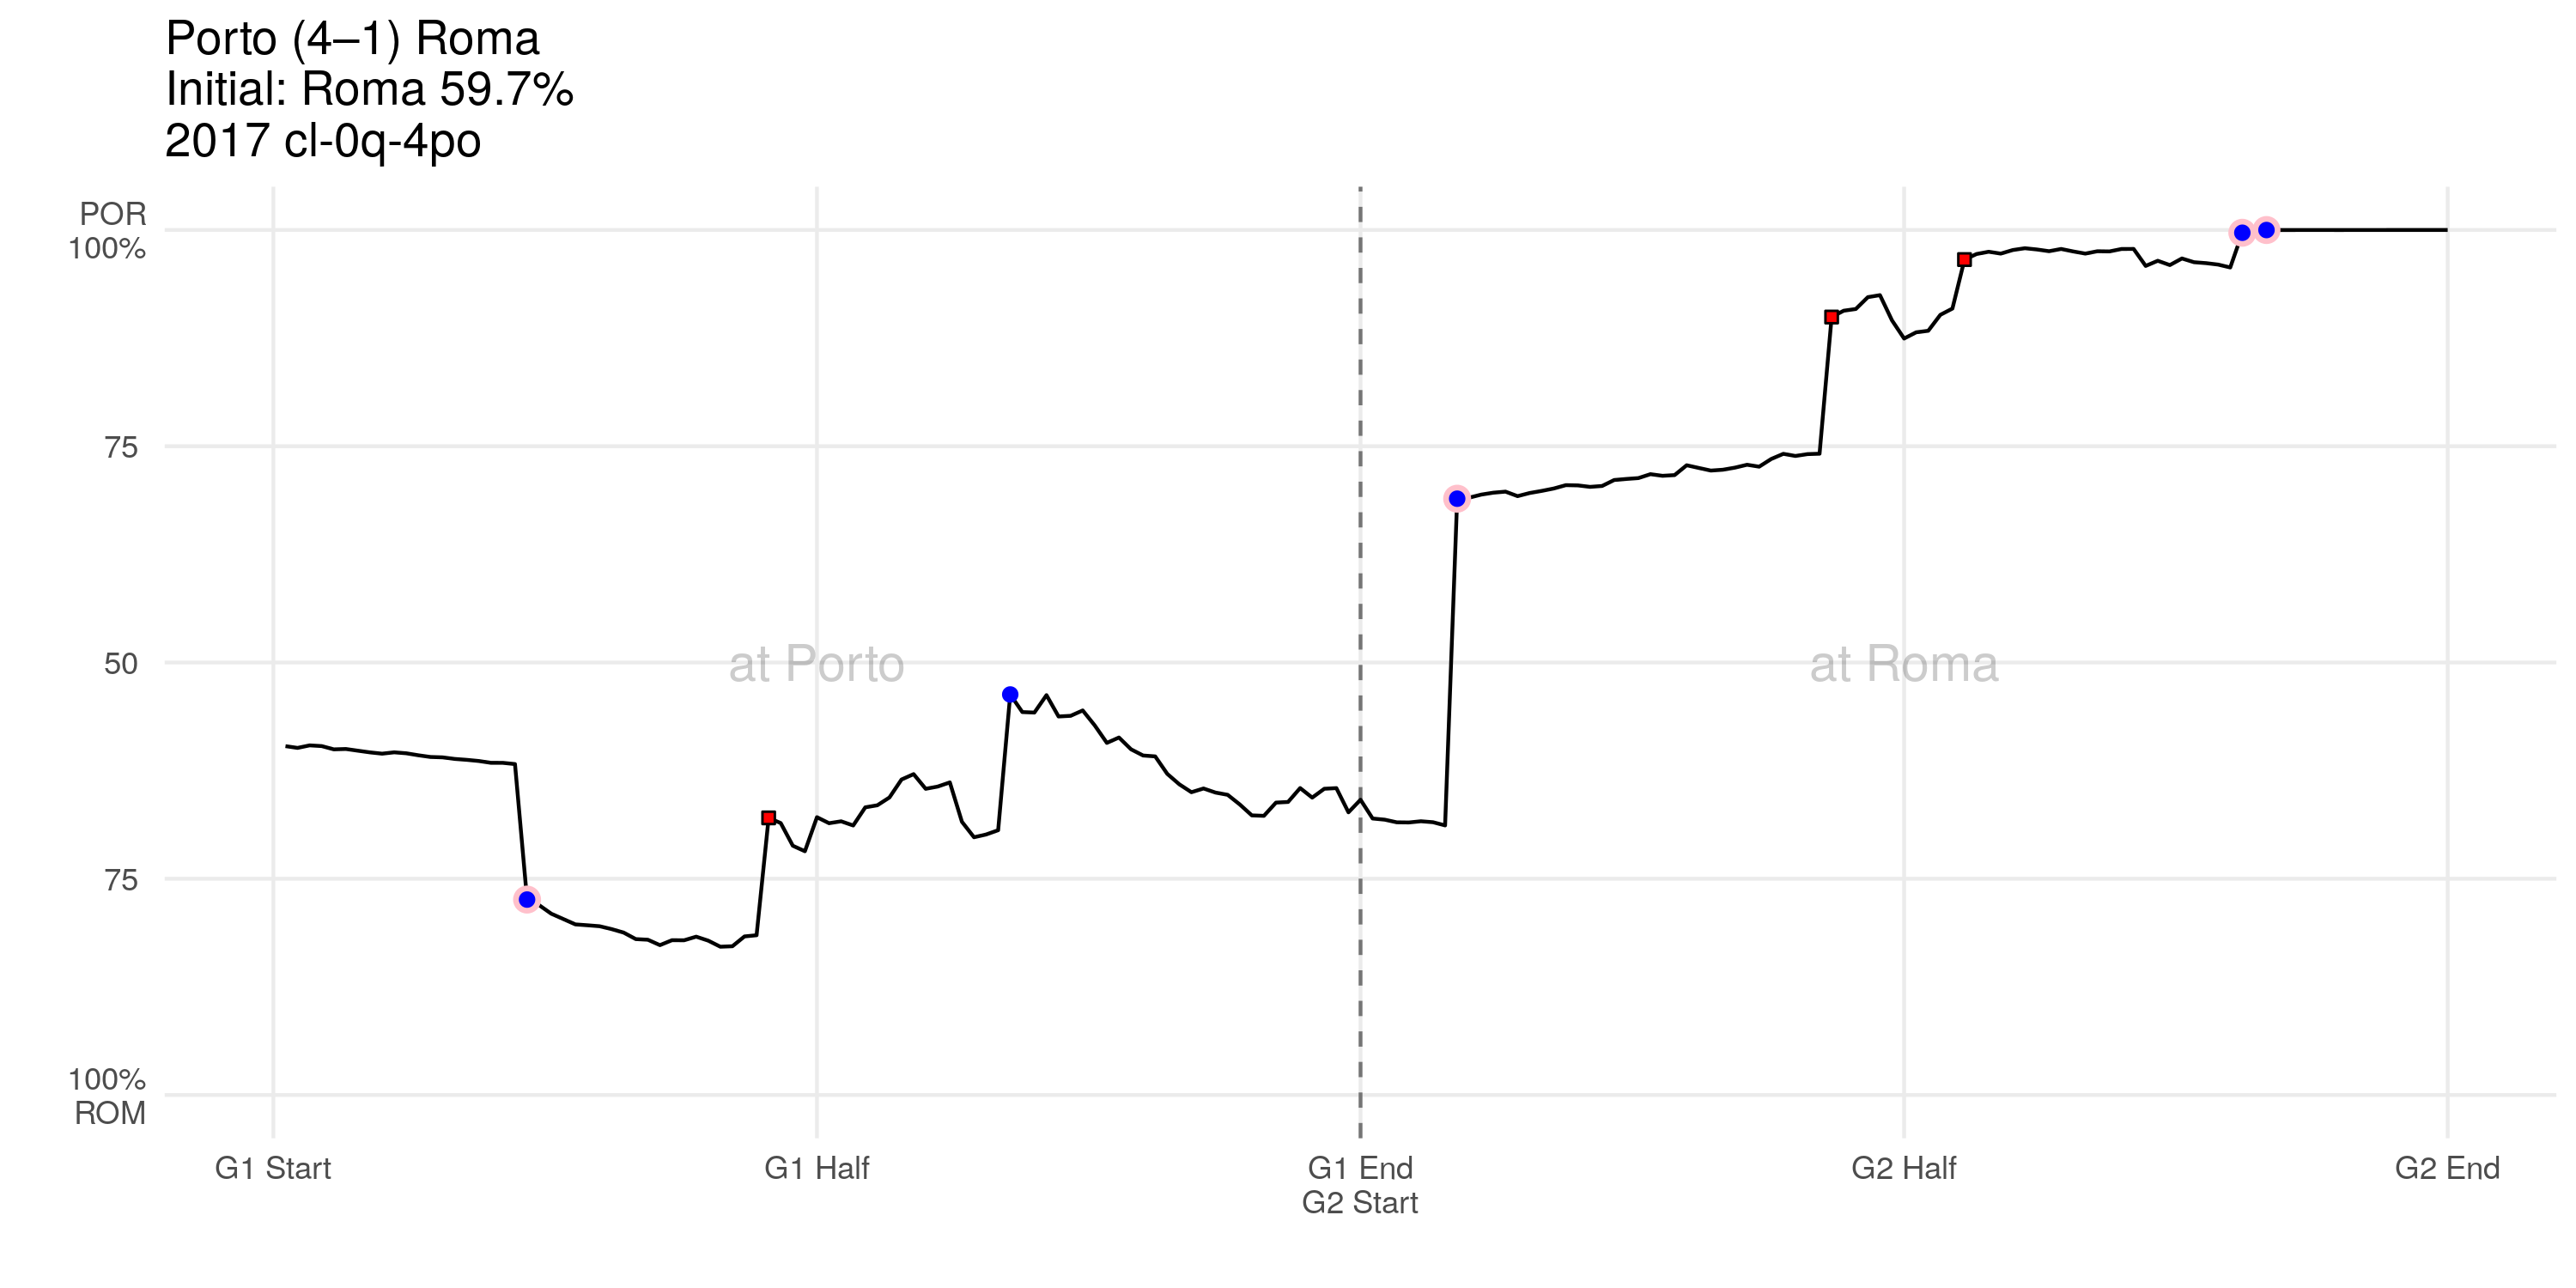 Porto (4–1) Roma
Initial: Roma 59.7%
2017 cl-0q-4po
POR
100%
75
50
75
100%
ROM
at Porto
at Roma
G1 Start
G1 Half
G1 End
G2 Start
G2 Half
G2 End